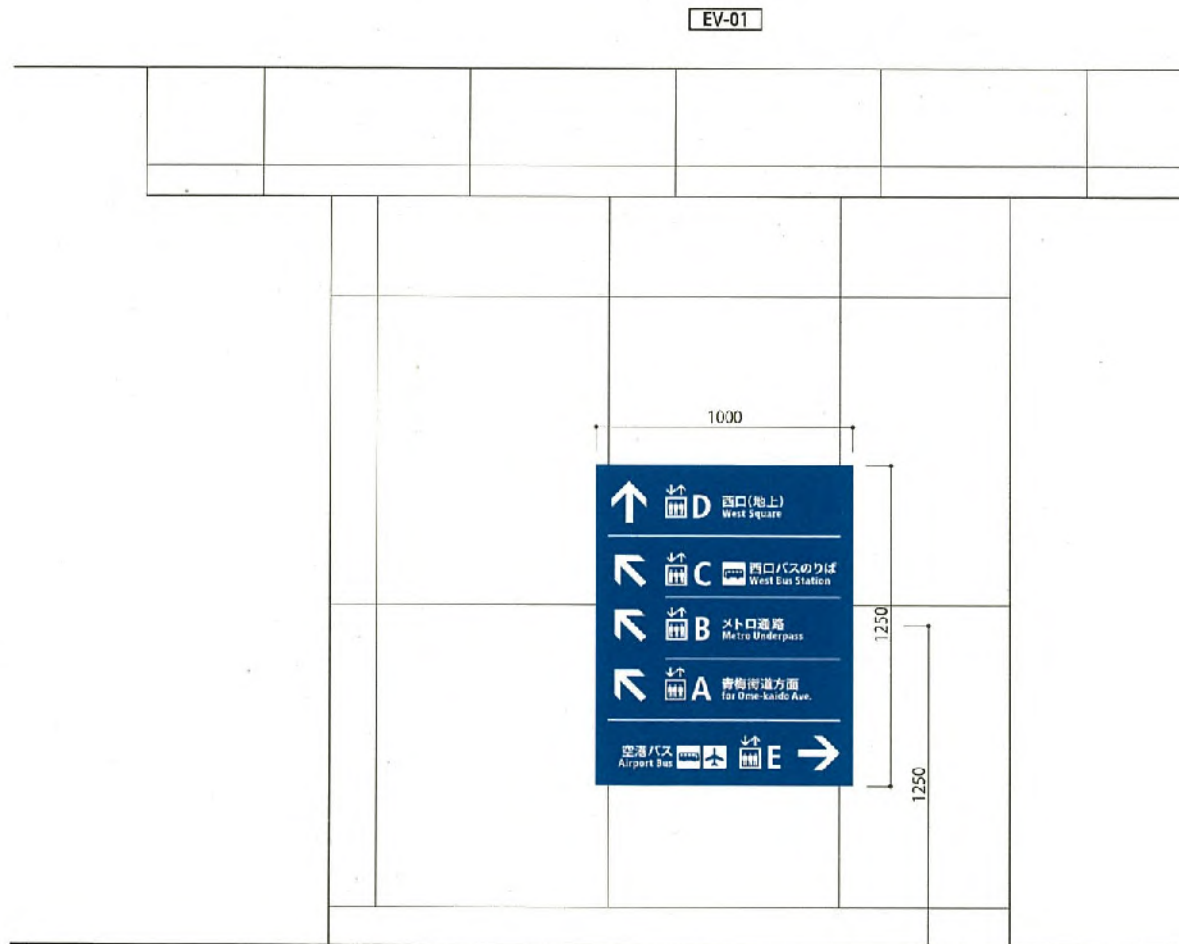 EV-01
1000
D 西口(地上)
West Square
C 西口バスのりば
West Bus Station
B メトロ通路
Metro Underpass
A 青梅街道方面
for Ome-kaido Ave.
空港バス E
Airport Bus
1250
1250